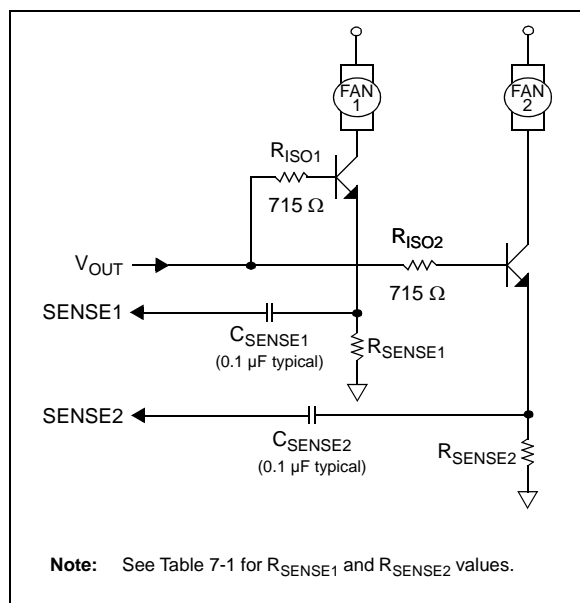 FAN
1
FAN
2
RISO1
715 Ω
RISO2
715 Ω
VOUT
SENSE1
CSENSE1
(0.1 µF typical)
RSENSE1
SENSE2
CSENSE2
(0.1 µF typical)
RSENSE2
Note: See Table 7-1 for RSENSE1 and RSENSE2 values.